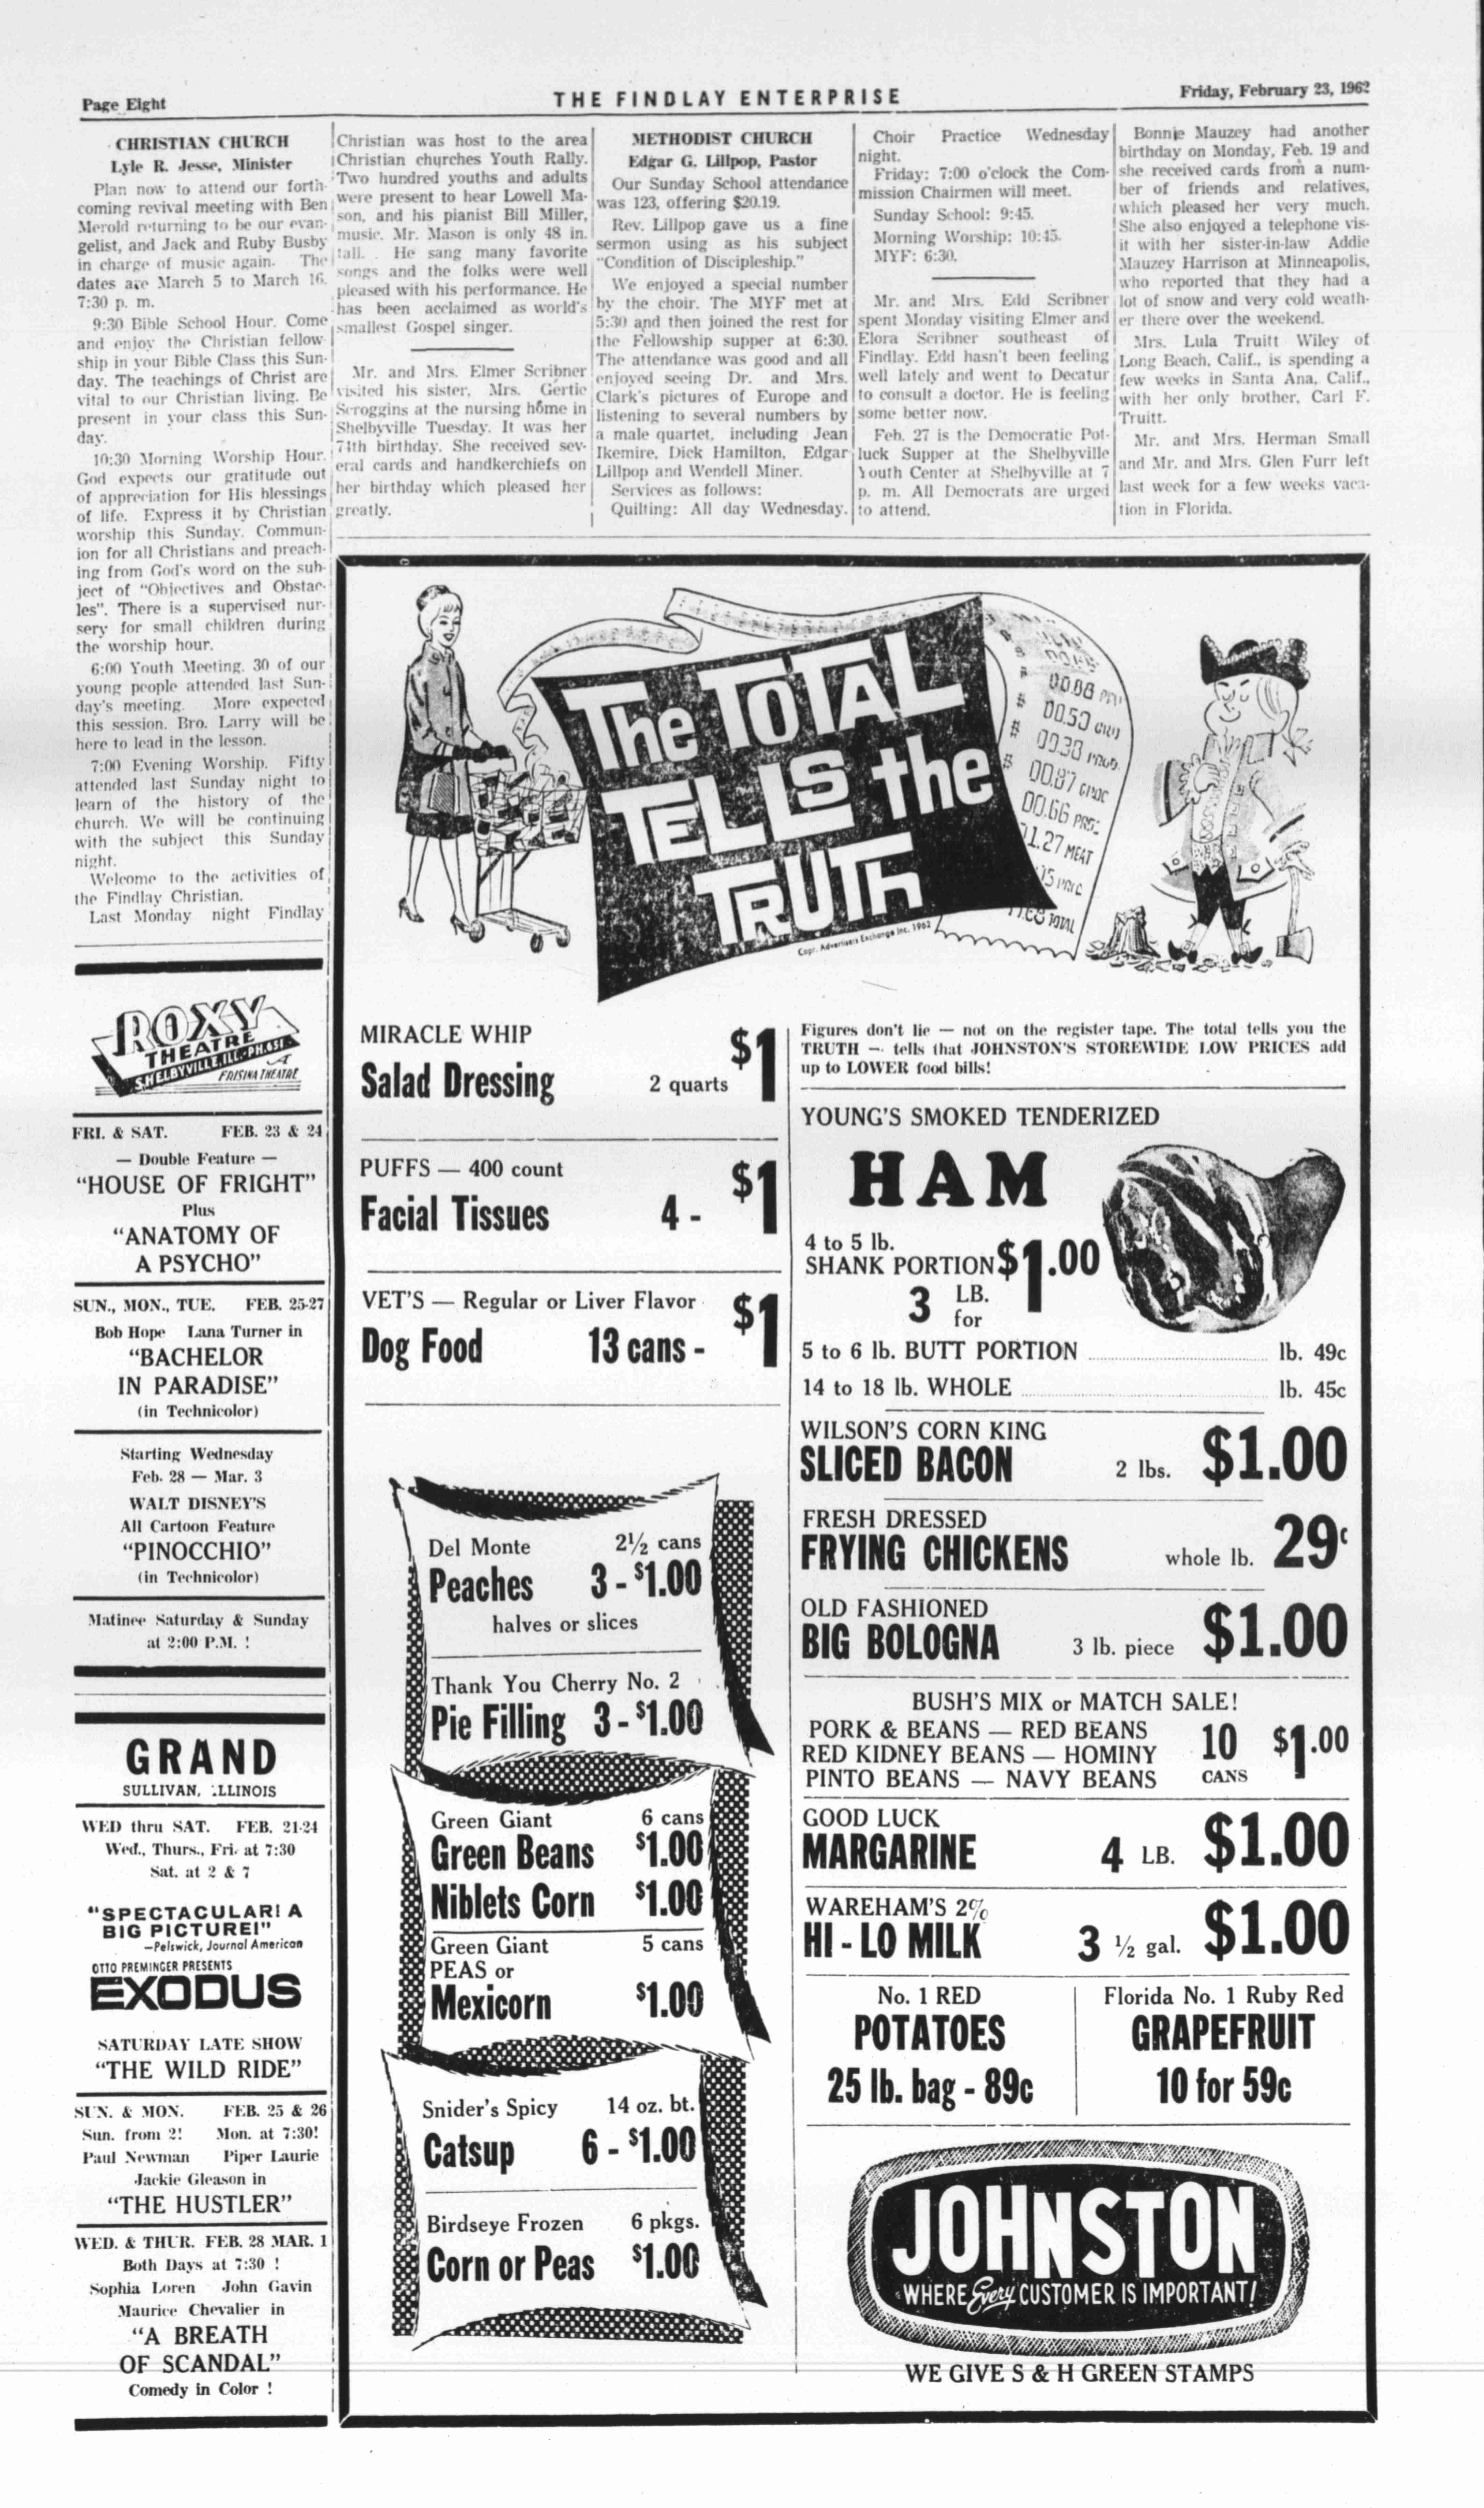 Page Eight
THE FINDLAY ENTERPRISE
Friday, February 23, 1962
CHRISTIAN CHURCH
Lyle R. Jesse, Minister
Plan now to attend our forth-
coming revival meeting with Ben
Merold returning to be our evan-
gelist, and Jack and Ruby Busby
in charge of music again. The
dates are March 5 to March 16.
7:30 p. m.
9:30 Bible School Hour. Come
and enjoy the Christian fellow-
ship in your Bible Class this Sun-
day. The teachings of Christ are
vital to our Christian living. Be
present in your class this Sun-
day.
10:30 Morning Worship Hour.
God expects our gratitude out
of appreciation for His blessings
of life. Express it by Christian
worship this Sunday. Commun-
ion for all Christians and preach-
ing from God's word on the sub-
ject of "Objectives and Obstac-
les". There is a supervised nur-
sery for small children during
the worship hour.
6:00 Youth Meeting. 30 of our
young people attended last Sun-
day's meeting. More expected
this session. Bro. Larry will be
here to lead in the lesson.
7:00 Evening Worship. Fifty
attended last Sunday night to
learn of the history of the
church. We will be continuing
with the subject this Sunday
night.
Welcome to the activities of
the Findlay Christian.
Last Monday night Findlay
Christian was host to the area
Christian churches Youth Rally.
Two hundred youths and adults
were present to hear Lowell Ma-
son, and his pianist Bill Miller,
music. Mr. Mason is only 48 in.
tall. . He sang many favorite
songs and the folks were well
pleased with his performance. He
has been acclaimed as world's
smallest Gospel singer.
Mr. and Mrs. Elmer Scribner
visited his sister, Mrs. Gertie
Scroggins at the nursing home in
Shelbyville Tuesday. It was her
74th birthday. She received sev-
eral cards and handkerchiefs on
her birthday which pleased her
greatly.
METHODIST CHURCH
Edgar G. Lillpop, Pastor
Our Sunday School attendance
was 123, offering $20.19.
Rev. Lillpop gave us a fine
sermon using as his subject
"Condition of Discipleship."
We enjoyed a special number
by the choir. The MYF met at
5:30 and then joined the rest for
the Fellowship supper at 6:30.
The attendance was good and all
enjoyed seeing Dr. and Mrs.
Clark's pictures of Europe and
listening to several numbers by
a male quartet, including Jean
Ikemire, Dick Hamilton, Edgar
Lillpop and Wendell Miner.
Services as follows:
Quilting: All day Wednesday.
Choir Practice Wednesday
night.
Friday: 7:00 o'clock the Com-
mission Chairmen will meet.
Sunday School: 9:45.
Morning Worship: 10:45.
MYF: 6:30.
Mr. and Mrs. Edd Scribner
spent Monday visiting Elmer and
Elora Scribner southeast of
Findlay. Edd hasn't been feeling
well lately and went to Decatur
to consult a doctor. He is feeling
some better now.
Feb. 27 is the Democratic Pot-
luck Supper at the Shelbyville
Youth Center at Shelbyville at 7
p. m. All Democrats are urged
to attend.
Bonnie Mauzey had another
birthday on Monday, Feb. 19 and
she received cards from a num-
ber of friends and relatives,
which pleased her very much.
She also enjoyed a telephone vis-
it with her sister-in-law Addie
Mauzey Harrison at Minneapolis,
who reported that they had a
lot of snow and very cold weath-
er there over the weekend.
Mrs. Lula Truitt Wiley of
Long Beach, Calif., is spending a
few weeks in Santa Ana, Calif.,
with her only brother, Carl F.
Truitt.
Mr. and Mrs. Herman Small
and Mr. and Mrs. Glen Furr left
last week for a few weeks vaca-
tion in Florida.
ROXY
THEATRE
SHELBYVILLE, ILL.-PH.
A
FRISINA THEATRE
FRI. & SAT. FEB. 23 & 24
— Double Feature —
"HOUSE OF FRIGHT"
Plus
"ANATOMY OF
A PSYCHO"
SUN., MON., TUE. FEB. 25-27
Bob Hope Lana Turner in
"BACHELOR
IN PARADISE"
(in Technicolor)
Starting Wednesday
Feb. 28 — Mar. 3
WALT DISNEY'S
All Cartoon Feature
"PINOCCHIO"
(in Technicolor)
Matinee Saturday & Sunday
at 2:00 P.M. !
GRAND
SULLIVAN, ILLINOIS
WED thru SAT. FEB. 21-24
Wed., Thurs., Fri. at 7:30
Sat. at 2 & 7
"SPECTACULAR! A
BIG PICTURE!"
—Pelswick, Journal American
OTTO PREMINGER PRESENTS
EXODUS
SATURDAY LATE SHOW
"THE WILD RIDE"
SUN. & MON. FEB. 25 & 26
Sun. from 2! Mon. at 7:30!
Paul Newman Piper Laurie
Jackie Gleason in
"THE HUSTLER"
WED. & THUR. FEB. 28 MAR. 1
Both Days at 7:30 !
Sophia Loren John Gavin
Maurice Chevalier in
"A BREATH
OF SCANDAL"
Comedy in Color !
The TOTAL
TELLS the
TRUTH
Copr. Advertisers Exchange Inc. 1962
$ 00.88
$ 00.50
$ 00.38
$ 00.87
00.66
1.27 MEAT
TOTAL
MIRACLE WHIP
Salad Dressing 2 quarts $1
PUFFS — 400 count
Facial Tissues 4 - $1
VET'S — Regular or Liver Flavor
Dog Food 13 cans - $1
Del Monte 2½ cans
Peaches 3 - $1.00
halves or slices
Thank You Cherry No. 2
Pie Filling 3 - $1.00
Green Giant 6 cans
Green Beans $1.00
Niblets Corn $1.00
Green Giant 5 cans
PEAS or
Mexicorn $1.00
Snider's Spicy 14 oz. bt.
Catsup 6 - $1.00
Birdseye Frozen 6 pkgs.
Corn or Peas $1.00
Figures don't lie — not on the register tape. The total tells you the
TRUTH — tells that JOHNSTON'S STOREWIDE LOW PRICES add
up to LOWER food bills!
YOUNG'S SMOKED TENDERIZED
HAM
4 to 5 lb.
SHANK PORTION $1.00
3 LB.
for
5 to 6 lb. BUTT PORTION lb. 49c
14 to 18 lb. WHOLE lb. 45c
WILSON'S CORN KING
SLICED BACON 2 lbs. $1.00
FRESH DRESSED
FRYING CHICKENS whole lb. 29c
OLD FASHIONED
BIG BOLOGNA 3 lb. piece $1.00
BUSH'S MIX or MATCH SALE!
PORK & BEANS — RED BEANS
RED KIDNEY BEANS — HOMINY
PINTO BEANS — NAVY BEANS
10 CANS $1.00
GOOD LUCK
MARGARINE 4 LB. $1.00
WAREHAM'S 2%
HI - LO MILK 3 ½ gal. $1.00
No. 1 RED
POTATOES
25 lb. bag - 89c
Florida No. 1 Ruby Red
GRAPEFRUIT
10 for 59c
JOHNSTON
WHERE Every CUSTOMER IS IMPORTANT!
WE GIVE S & H GREEN STAMPS